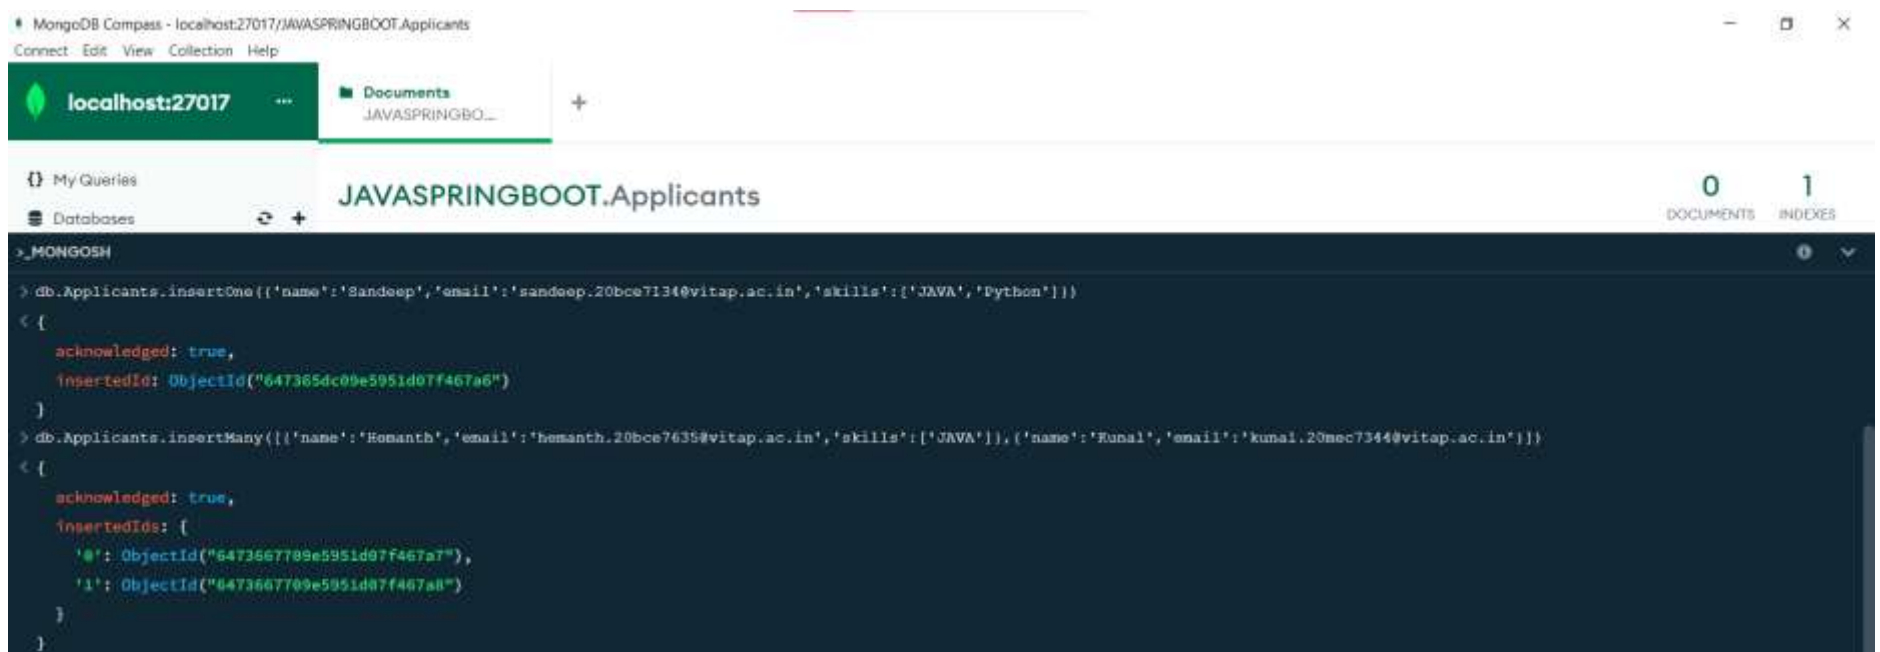 MongoDB Compass - localhost:27017/JAVASPRINGBOOT.Applicants
Connect Edit View Collection Help
localhost:27017 ...
Documents
JAVASPRINGBO...
+
{} My Queries
Databases
JAVASPRINGBOOT.Applicants
0 1
DOCUMENTS INDEXES
>_MONGOSH
> db.Applicants.insertOne({'name':'Sandeep','email':'sandeep.20bce7134@vitap.ac.in','skills':['JAVA','Python']})
< {
acknowledged: true,
insertedId: ObjectId("647365dc09e5951d07f467a6")
}
> db.Applicants.insertMany([{'name':'Hemanth','email':'hemanth.20bce7635@vitap.ac.in','skills':['JAVA']},{'name':'Kunal','email':'kunal.20mec7344@vitap.ac.in'}])
< {
acknowledged: true,
insertedIds: {
'0': ObjectId("6473667709e5951d07f467a7"),
'1': ObjectId("6473667709e5951d07f467a8")
}
}